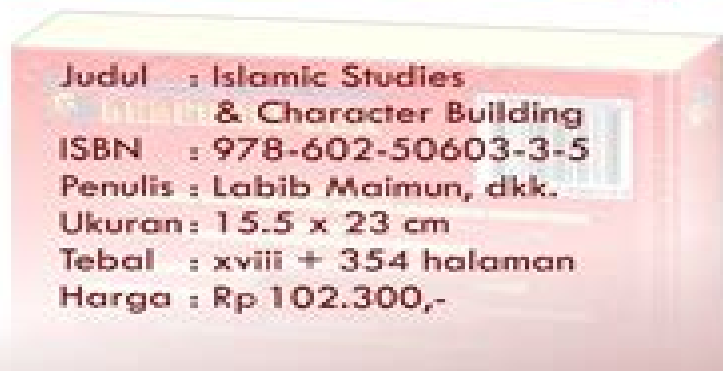 Judul : Islamic Studies
& Character Building
ISBN : 978-602-50603-3-5
Penulis : Labib Maimun, dkk.
Ukuran : 15.5 x 23 cm
Tebal : xviii + 354 halaman
Harga : Rp 102.300,-